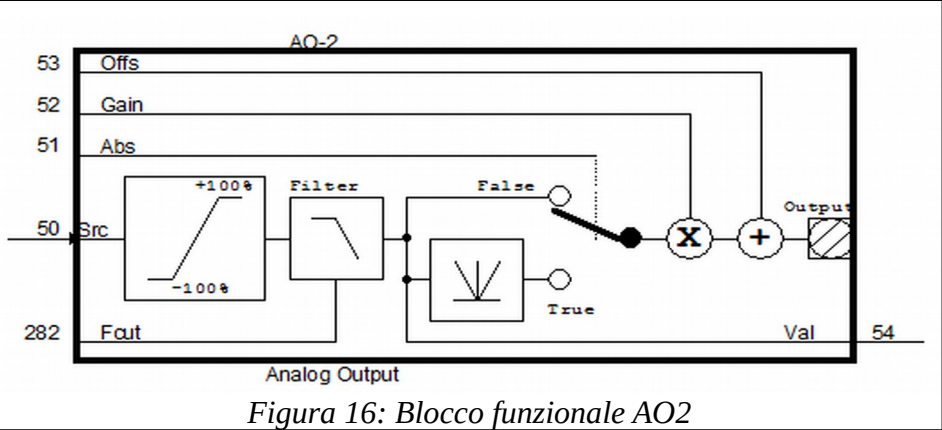 AO-2
53 Offs
52 Gain
51 Abs
+100% Filter False
Output
50 Src X +
-100%
True
282 Fcut Val 54
Analog Output
Figura 16: Blocco funzionale AO2